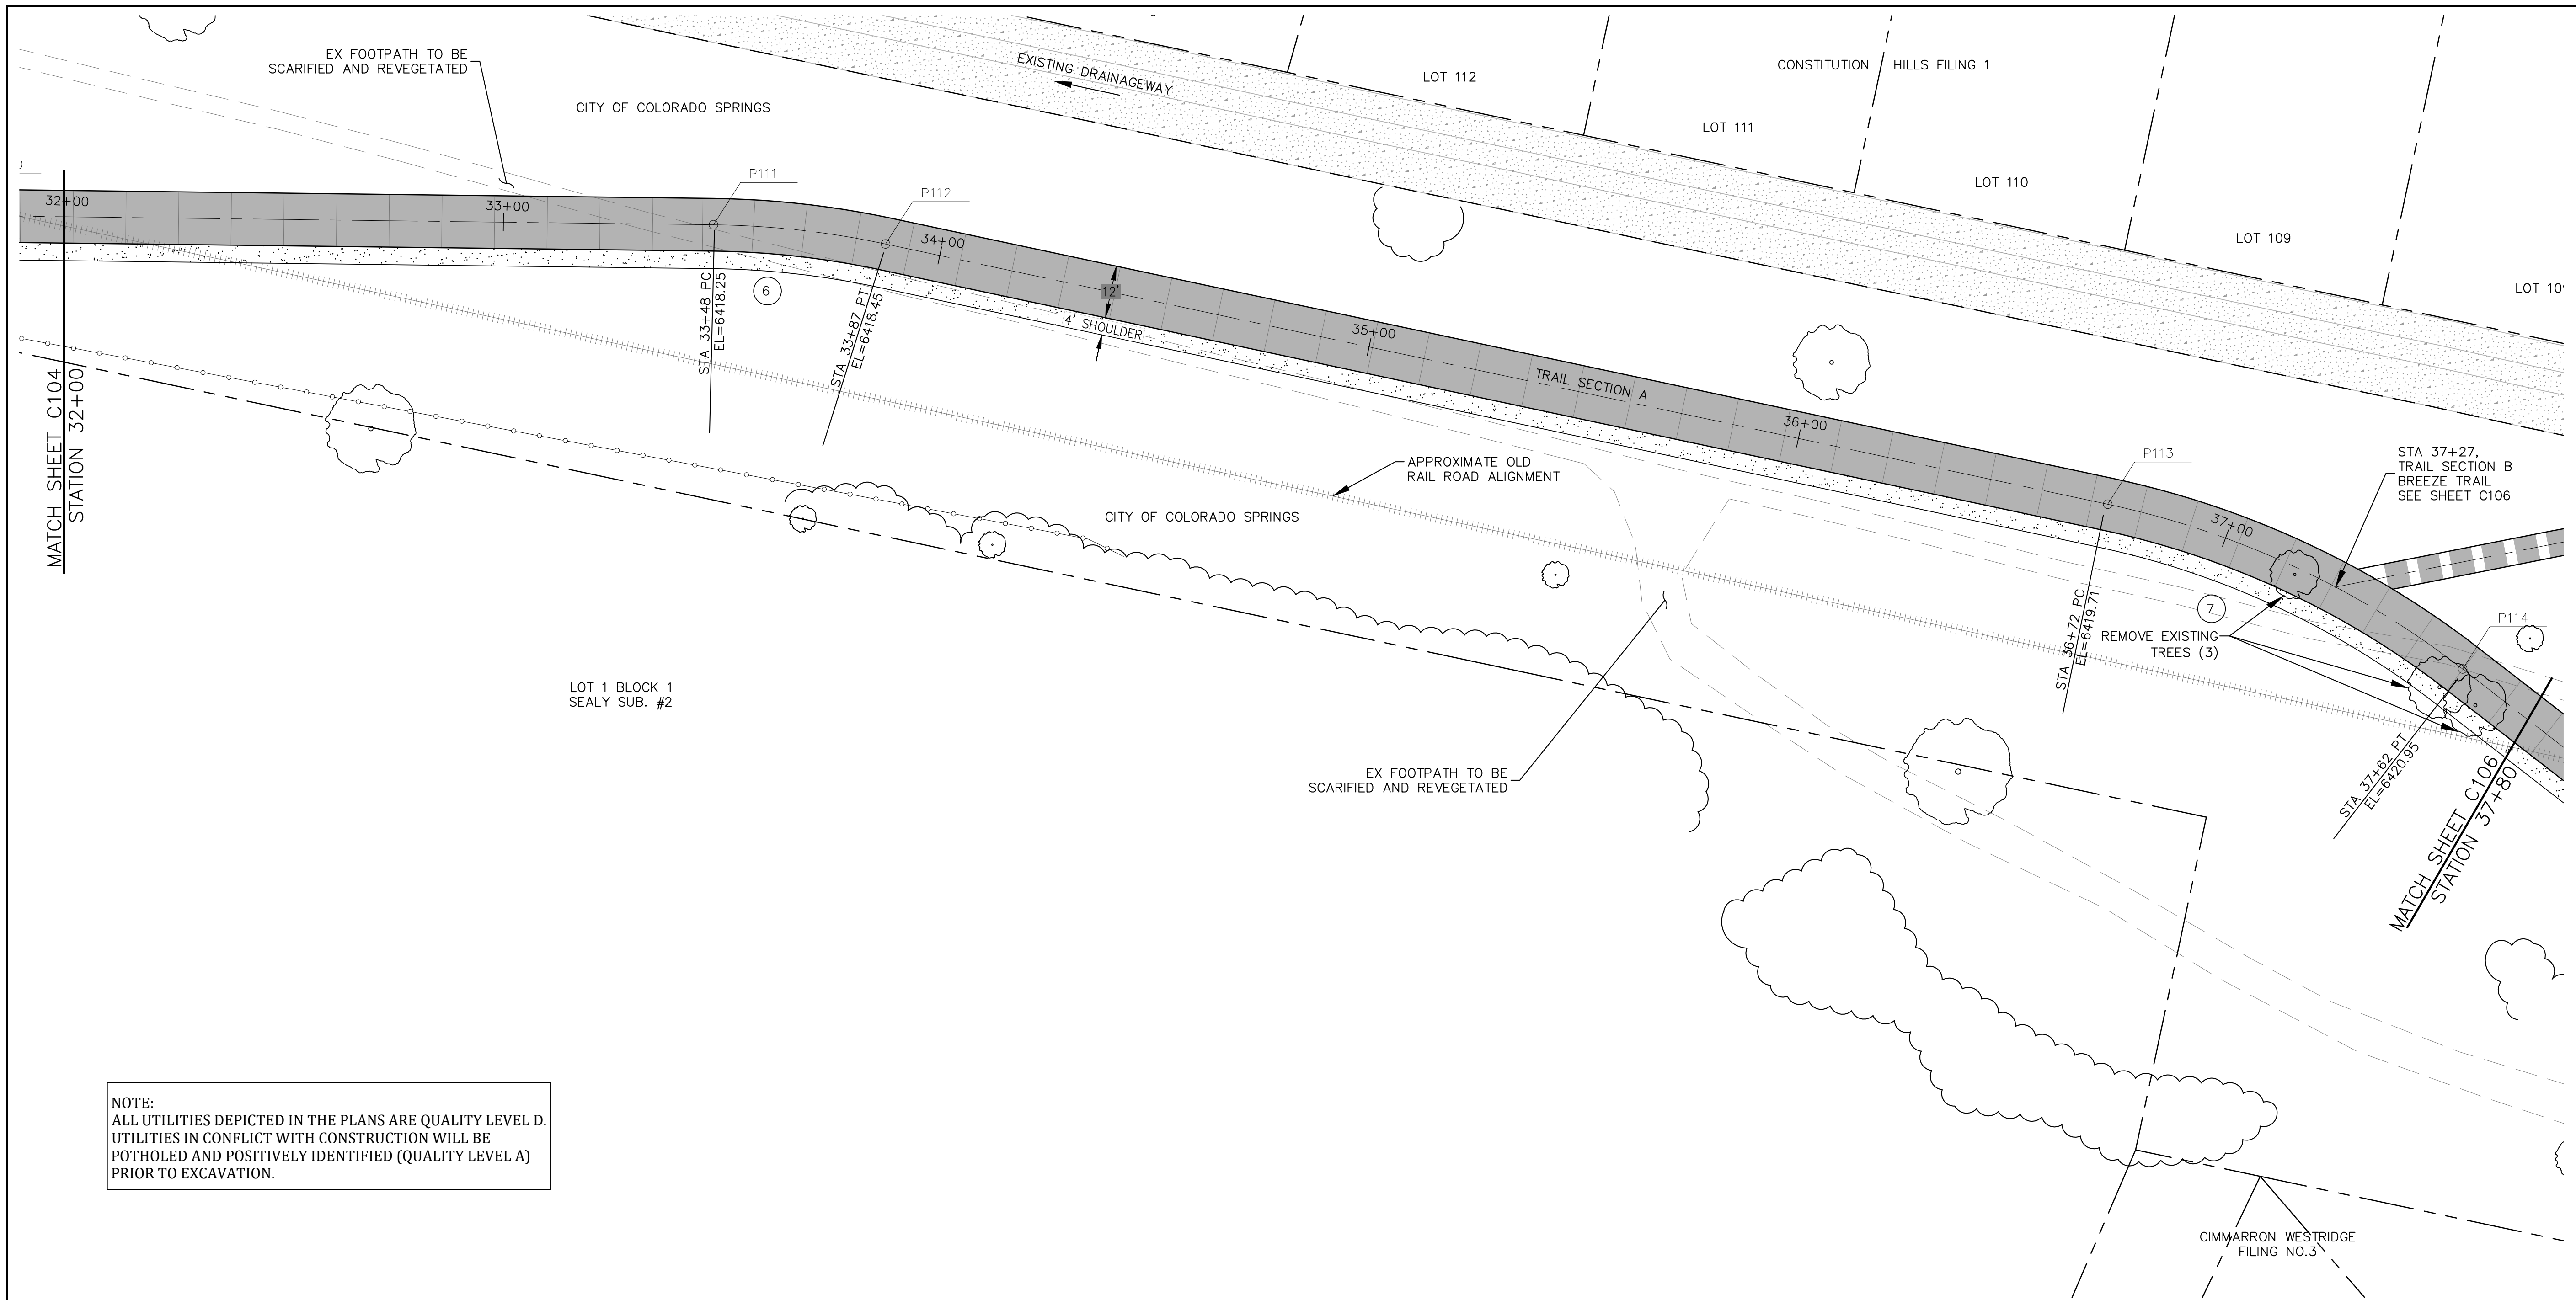 EX FOOTPATH TO BE
SCARIFIED AND REVEGETATED
CITY OF COLORADO SPRINGS
EXISTING DRAINAGEWAY
LOT 112
CONSTITUTION HILLS FILING 1
LOT 111
LOT 110
LOT 109
32+00
33+00
P111
P112
34+00
6
STA 33+48 PC
EL=6418.25
STA 33+87 PT
EL=6418.45
12'
4' SHOULDER
35+00
TRAIL SECTION A
36+00
P113
37+00
STA 37+27,
TRAIL SECTION B
BREEZE TRAIL
SEE SHEET C106
MATCH SHEET C104
STATION 32+00
APPROXIMATE OLD
RAIL ROAD ALIGNMENT
CITY OF COLORADO SPRINGS
STA 36+72 PC
EL=6419.71
7
REMOVE EXISTING
TREES (3)
P114
STA 37+62 PT
EL=6420.95
MATCH SHEET C106
STATION 37+80
LOT 1 BLOCK 1
SEALY SUB. #2
EX FOOTPATH TO BE
SCARIFIED AND REVEGETATED
NOTE:
ALL UTILITIES DEPICTED IN THE PLANS ARE QUALITY LEVEL D.
UTILITIES IN CONFLICT WITH CONSTRUCTION WILL BE
POTHOLED AND POSITIVELY IDENTIFIED (QUALITY LEVEL A)
PRIOR TO EXCAVATION.
CIMMARRON WESTRIDGE
FILING NO.3